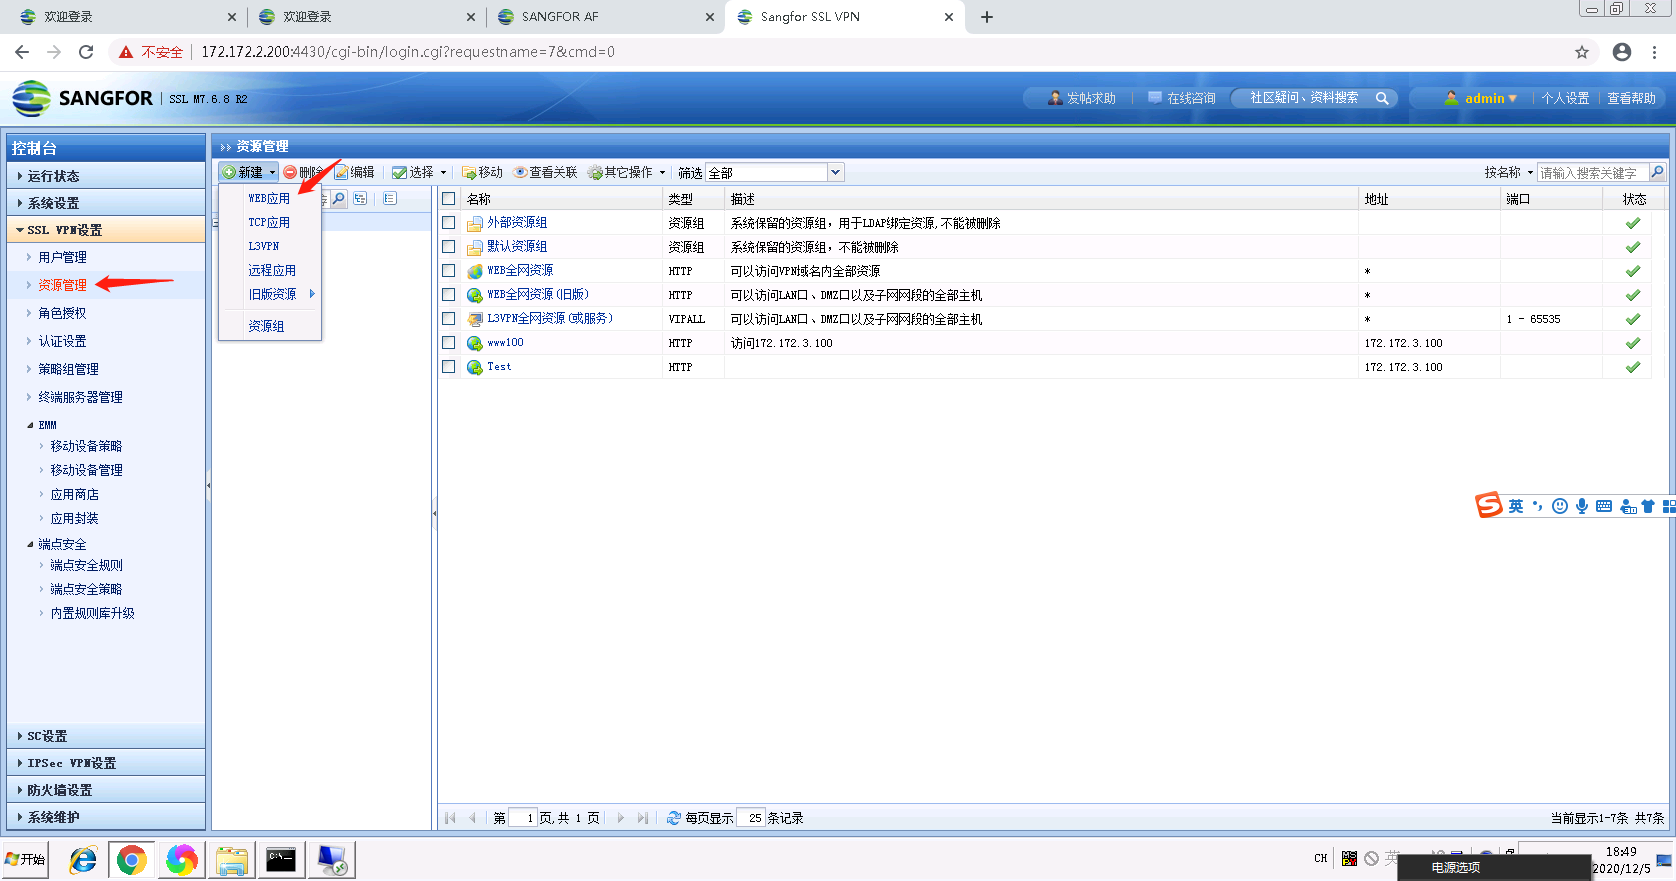 欢迎登录
欢迎登录
SANGFOR AF
Sangfor SSL VPN
不安全
172.172.2.200:4430/cgi-bin/login.cgi?requestname=7&cmd=0
SANGFOR
SSL M7.6.8 R2
发帖求助
在线咨询
社区疑问、资料搜索
admin
个人设置
查看帮助
控制台
运行状态
系统设置
SSL VPN设置
用户管理
资源管理
角色授权
认证设置
策略组管理
终端服务器管理
EMM
移动设备策略
移动设备管理
应用商店
应用封装
端点安全
端点安全规则
端点安全策略
内置规则库升级
SC设置
IPSec VPN设置
防火墙设置
系统维护
资源管理
新建
删除
编辑
选择
移动
查看关联
其它操作
筛选
全部
按名称
请输入搜索关键字
WEB应用
TCP应用
L3VPN
远程应用
旧版资源
资源组
名称 类型 描述 地址 端口 状态
外部资源组 资源组 系统保留的资源组，用于LDAP绑定资源,不能被删除
默认资源组 资源组 系统保留的资源组，不能被删除
WEB全网资源 HTTP 可以访问VPN域名内全部资源 *
WEB全网资源(旧版) HTTP 可以访问LAN口、DMZ口以及子网网段的全部主机 *
L3VPN全网资源(或服务) VIPALL 可以访问LAN口、DMZ口以及子网网段的全部主机 * 1 - 65535
www100 HTTP 访问172.172.3.100 172.172.3.100
Test HTTP 172.172.3.100
第 1 页,共 1 页
每页显示 25 条记录
当前显示1-7条 共7条
英
开始
CH
英
电源选项
18:49
2020/12/5